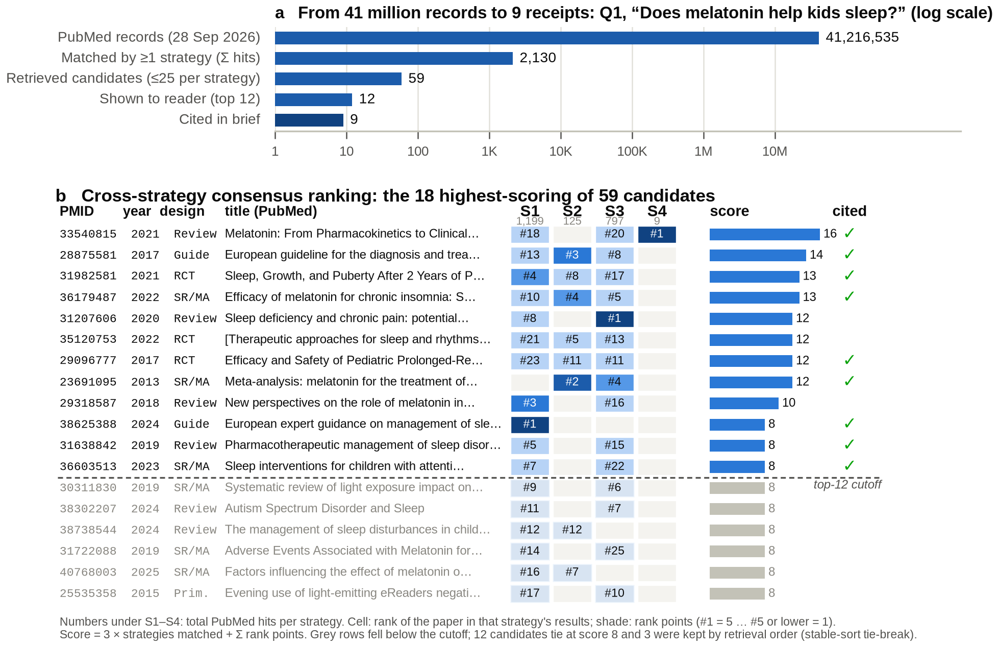 a From 41 million records to 9 receipts: Q1, “Does melatonin help kids sleep?” (log scale)
PubMed records (28 Sep 2026) 41,216,535
Matched by ≥1 strategy (Σ hits) 2,130
Retrieved candidates (≤25 per strategy) 59
Shown to reader (top 12) 12
Cited in brief 9
1 10 100 1K 10K 100K 1M 10M
b Cross-strategy consensus ranking: the 18 highest-scoring of 59 candidates
PMID year design title (PubMed) S1 S2 S3 S4 score cited
1,199 125 797 9
33540815 2021 Review Melatonin: From Pharmacokinetics to Clinical… #18 #20 #1 16 ✓
28875581 2017 Guide European guideline for the diagnosis and trea… #13 #3 #8 14 ✓
31982581 2021 RCT Sleep, Growth, and Puberty After 2 Years of P… #4 #8 #17 13 ✓
36179487 2022 SR/MA Efficacy of melatonin for chronic insomnia: S… #10 #4 #5 13 ✓
31207606 2020 Review Sleep deficiency and chronic pain: potential… #8 #1 12
35120753 2022 RCT [Therapeutic approaches for sleep and rhythms… #21 #5 #13 12
29096777 2017 RCT Efficacy and Safety of Pediatric Prolonged-Re… #23 #11 #11 12 ✓
23691095 2013 SR/MA Meta-analysis: melatonin for the treatment of… #2 #4 12 ✓
29318587 2018 Review New perspectives on the role of melatonin in… #3 #16 10
38625388 2024 Guide European expert guidance on management of sle… #1 8 ✓
31638842 2019 Review Pharmacotherapeutic management of sleep disor… #5 #15 8 ✓
36603513 2023 SR/MA Sleep interventions for children with attenti… #7 #22 8 ✓
top-12 cutoff
30311830 2019 SR/MA Systematic review of light exposure impact on… #9 #6 8
38302207 2024 Review Autism Spectrum Disorder and Sleep #11 #7 8
38738544 2024 Review The management of sleep disturbances in child… #12 #12 8
31722088 2019 SR/MA Adverse Events Associated with Melatonin for… #14 #25 8
40768003 2025 SR/MA Factors influencing the effect of melatonin o… #16 #7 8
25535358 2015 Prim. Evening use of light-emitting eReaders negati… #17 #10 8
Numbers under S1–S4: total PubMed hits per strategy. Cell: rank of the paper in that strategy's results; shade: rank points (#1 = 5 … #5 or lower = 1).
Score = 3 × strategies matched + Σ rank points. Grey rows fell below the cutoff; 12 candidates tie at score 8 and 3 were kept by retrieval order (stable-sort tie-break).